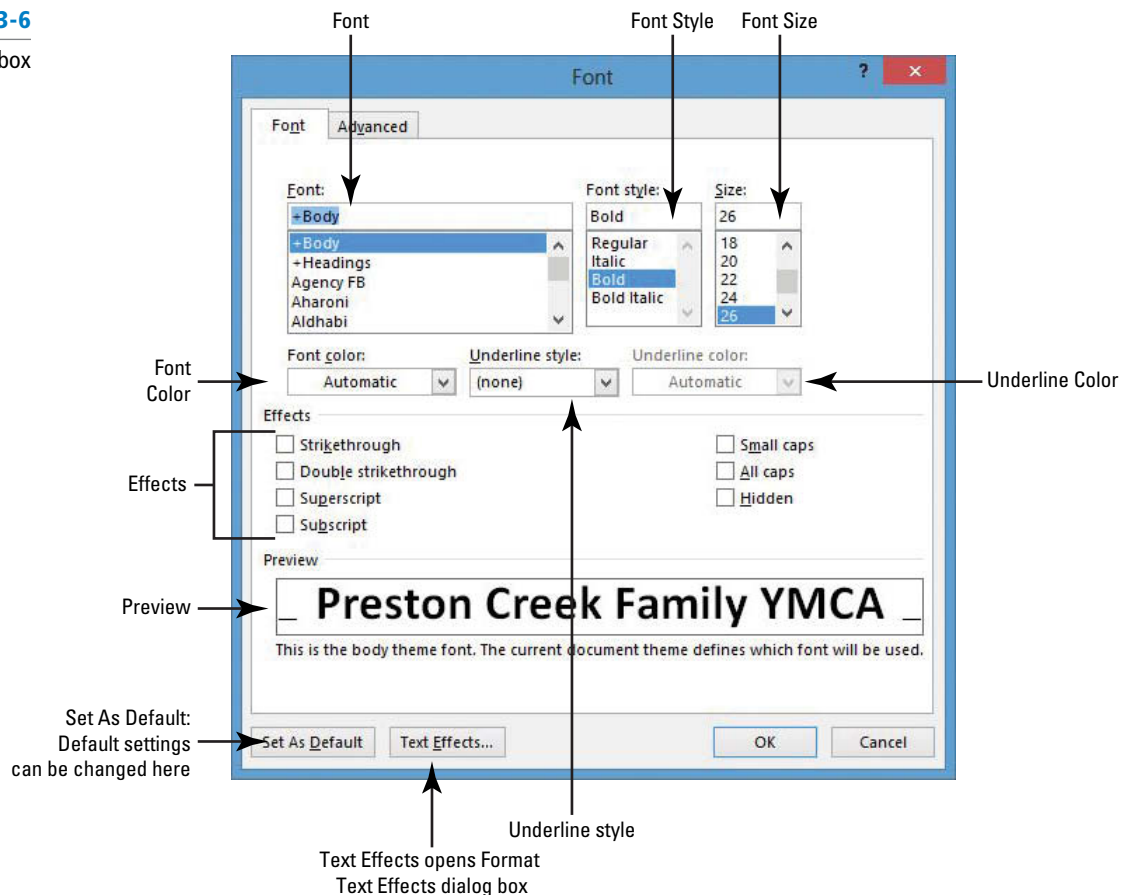 3-6
box
Font
Font Style
Font Size
Font
?
×
Font
Advanced
Font:
Font style:
Size:
+Body
Bold
26
+Body
+Headings
Agency FB
Aharoni
Aldhabi
Regular
Italic
Bold
Bold Italic
18
20
22
24
26
Font color:
Underline style:
Underline color:
Automatic
(none)
Automatic
Font
Color
Underline Color
Effects
Strikethrough
Double strikethrough
Superscript
Subscript
Small caps
All caps
Hidden
Effects
Preview
Preview
_ Preston Creek Family YMCA _
This is the body theme font. The current document theme defines which font will be used.
Set As Default:
Default settings
can be changed here
Set As Default
Text Effects...
OK
Cancel
Underline style
Text Effects opens Format
Text Effects dialog box